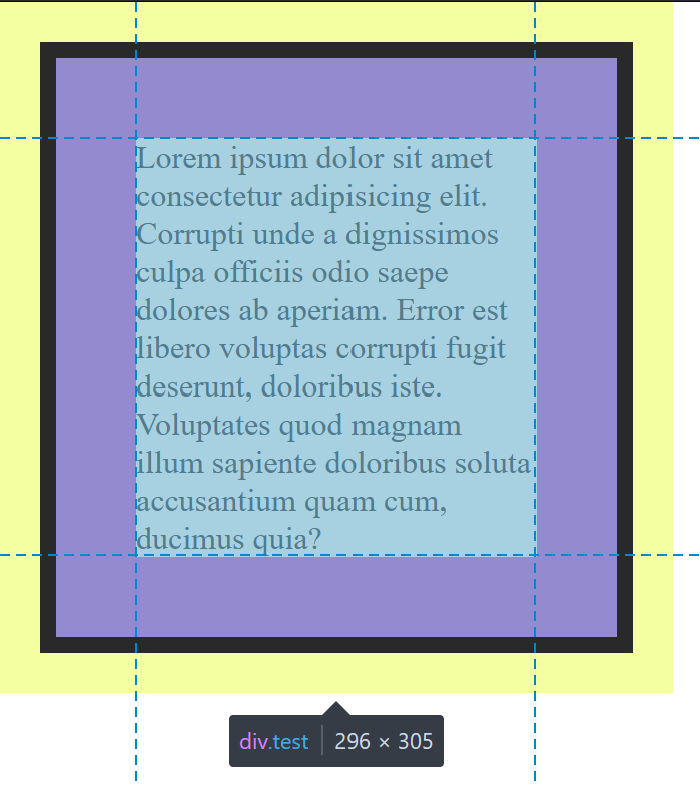 Lorem ipsum dolor sit amet
consectetur adipisicing elit.
Corrupti unde a dignissimos
culpa officiis odio saepe
dolores ab aperiam. Error est
libero voluptas corrupti fugit
deserunt, doloribus iste.
Voluptates quod magnam
illum sapiente doloribus soluta
accusantium quam cum,
ducimus quia?
div.test 296 × 305